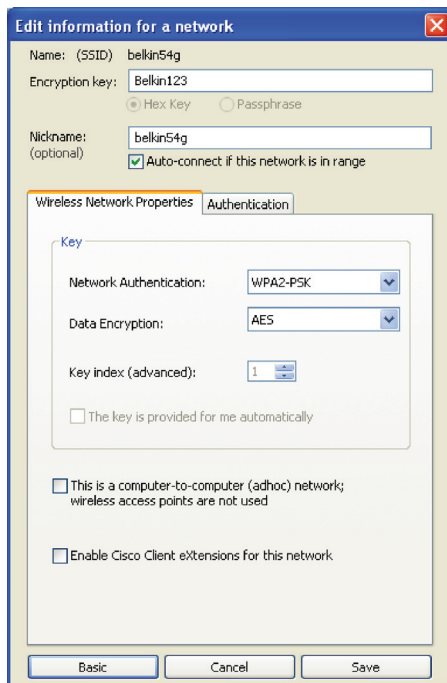 Edit information for a network
Name: (SSID) belkin54g
Encryption key: Belkin123
Hex Key Passphrase
Nickname: belkin54g
(optional)
Auto-connect if this network is in range
Wireless Network Properties Authentication
Key
Network Authentication: WPA2-PSK
Data Encryption: AES
Key index (advanced): 1
The key is provided for me automatically
This is a computer-to-computer (adhoc) network;
wireless access points are not used
Enable Cisco Client eXtensions for this network
Basic Cancel Save